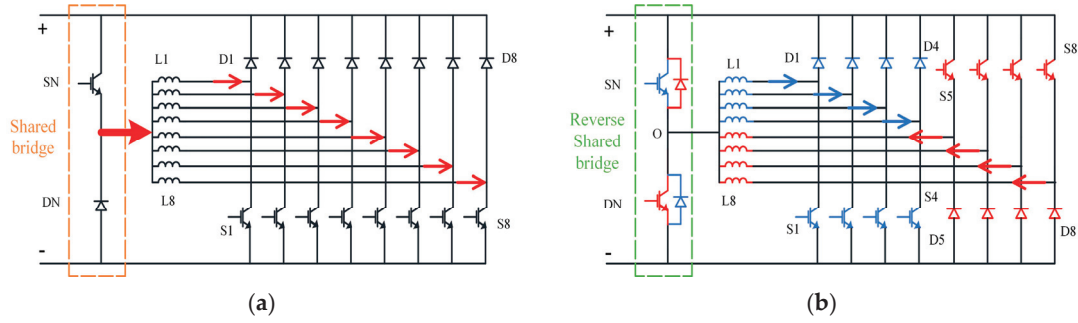 +
SN
Shared
bridge
DN
-
L1
D1
D8
L8
S1
S8
(a)
+
SN
Reverse
Shared
bridge
O
DN
-
L1
D1
D4
S8
S5
L8
S1
S4
D5
D8
(b)